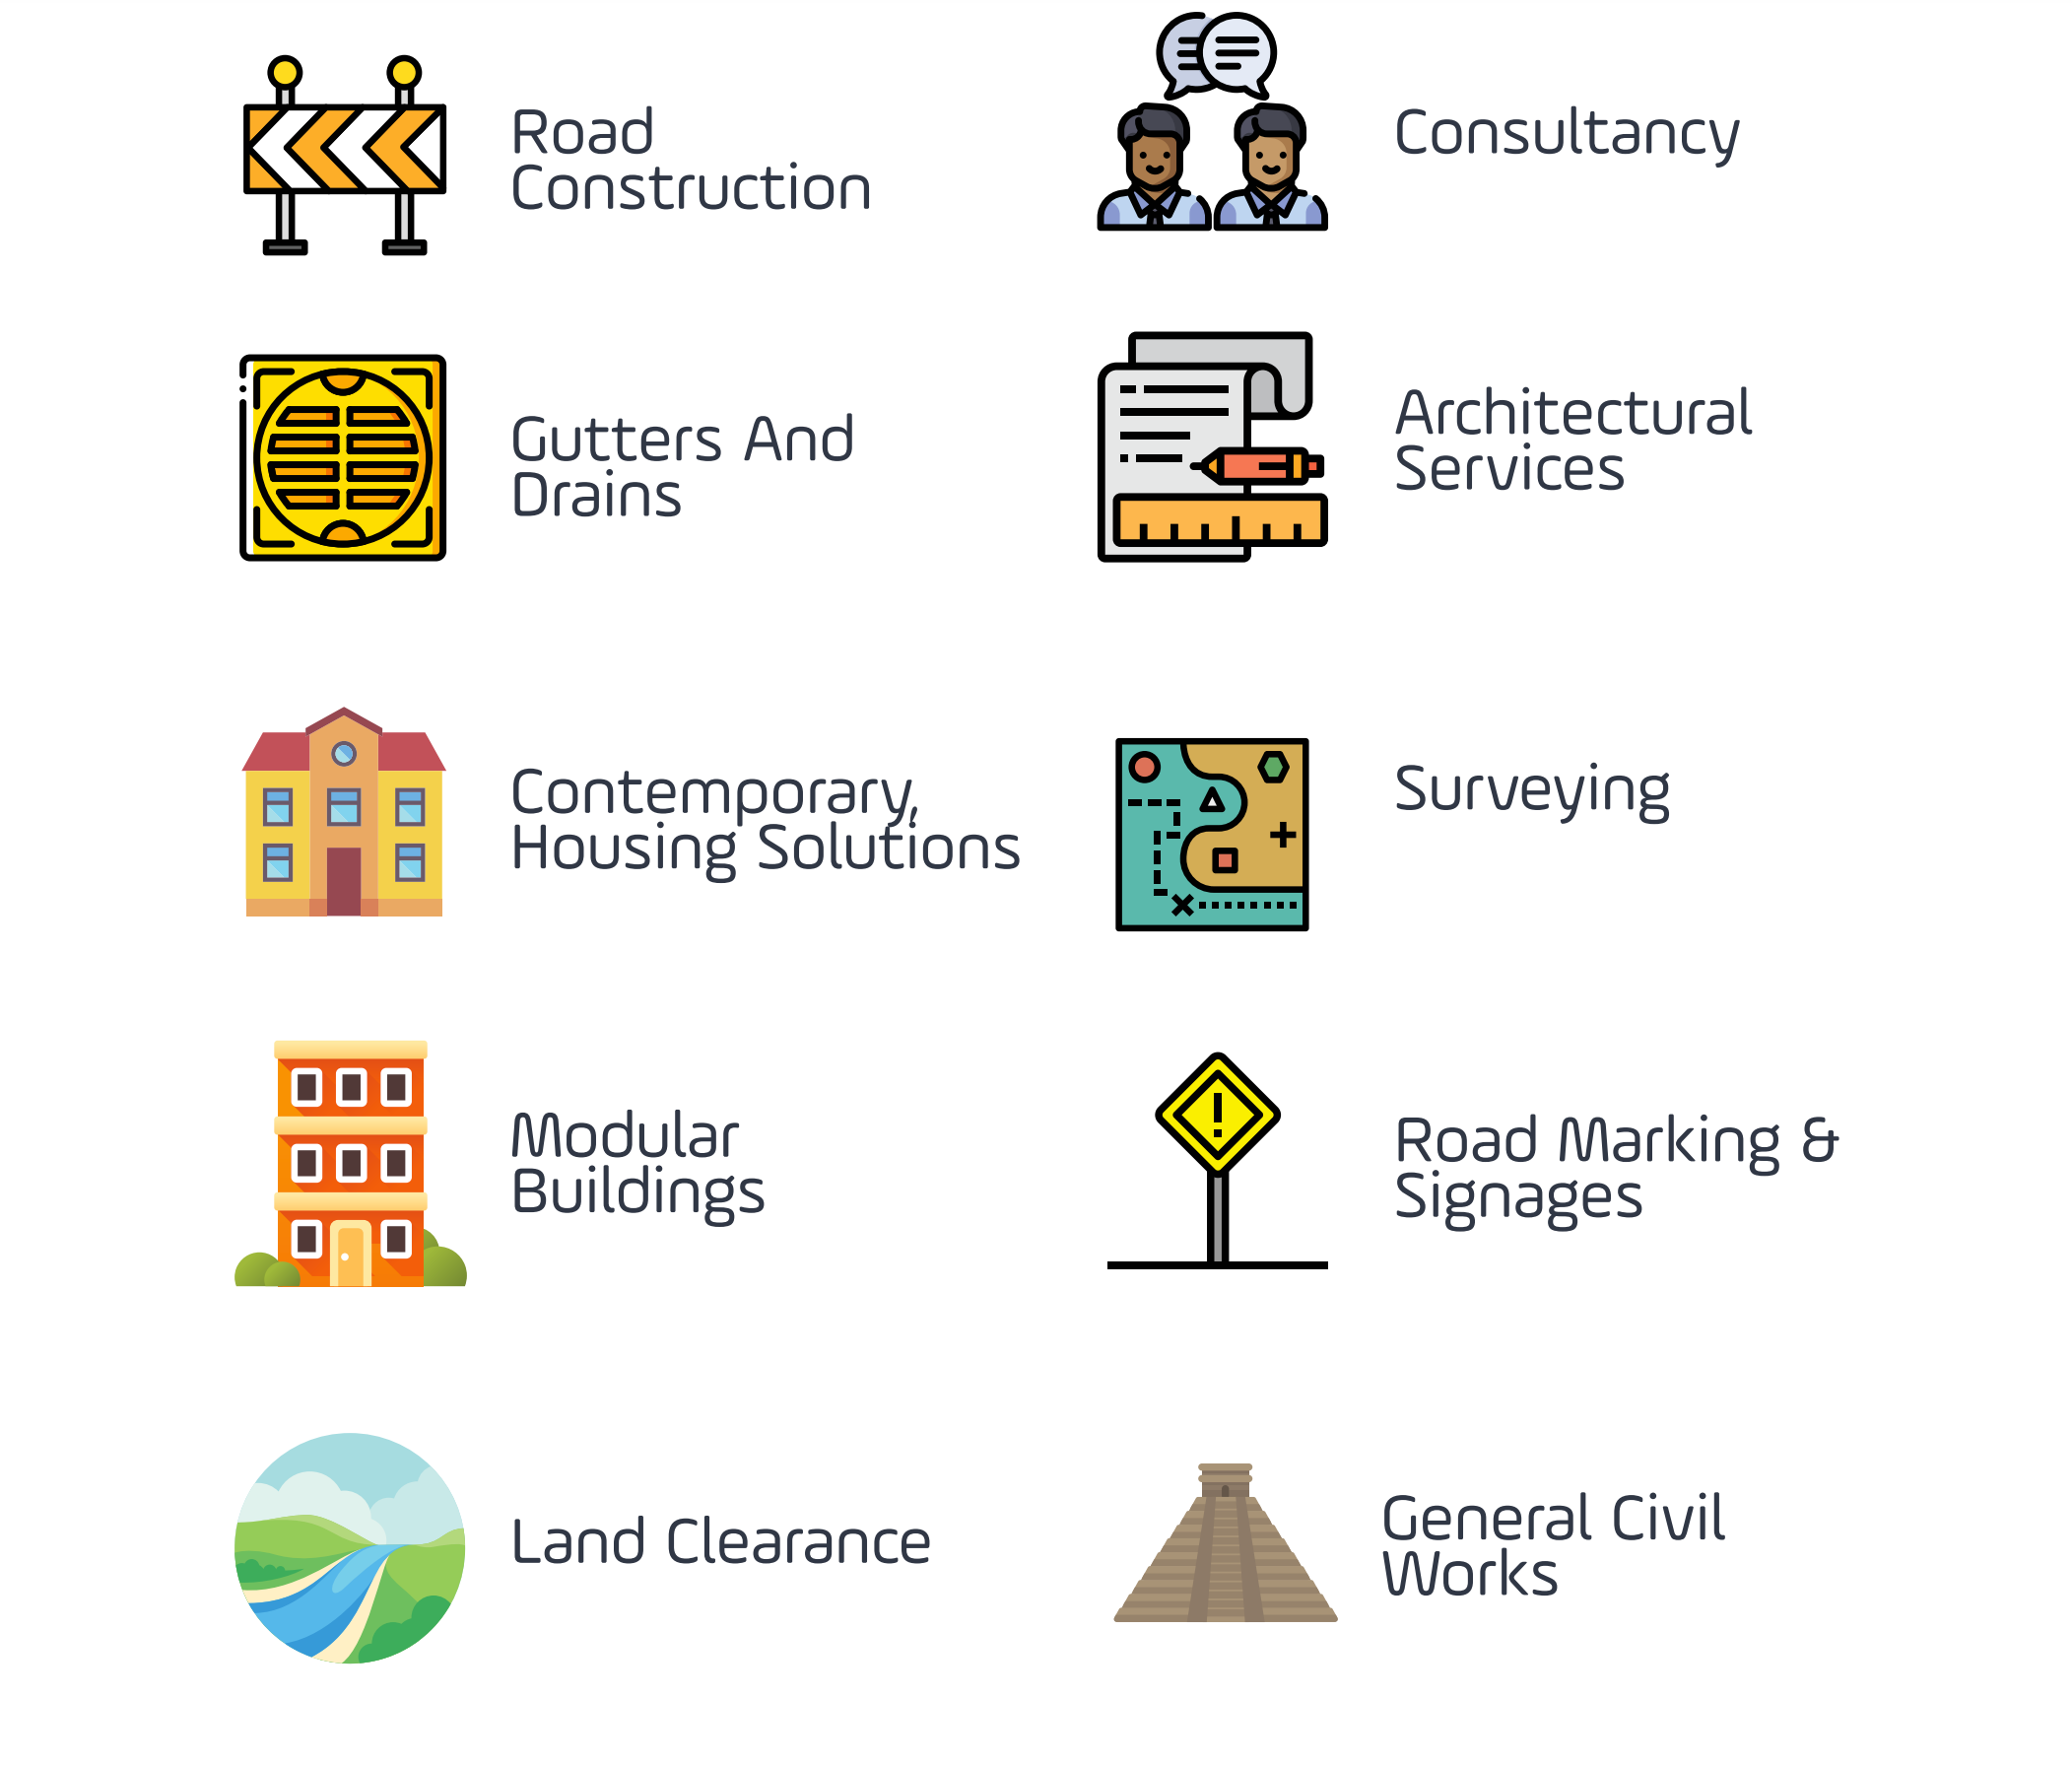 Road
Construction
Consultancy
Gutters And
Drains
Architectural
Services
Contemporary,
Housing Solutions
Surveying
Modular
Buildings
Road Marking &
Signages
Land Clearance
General Civil
Works